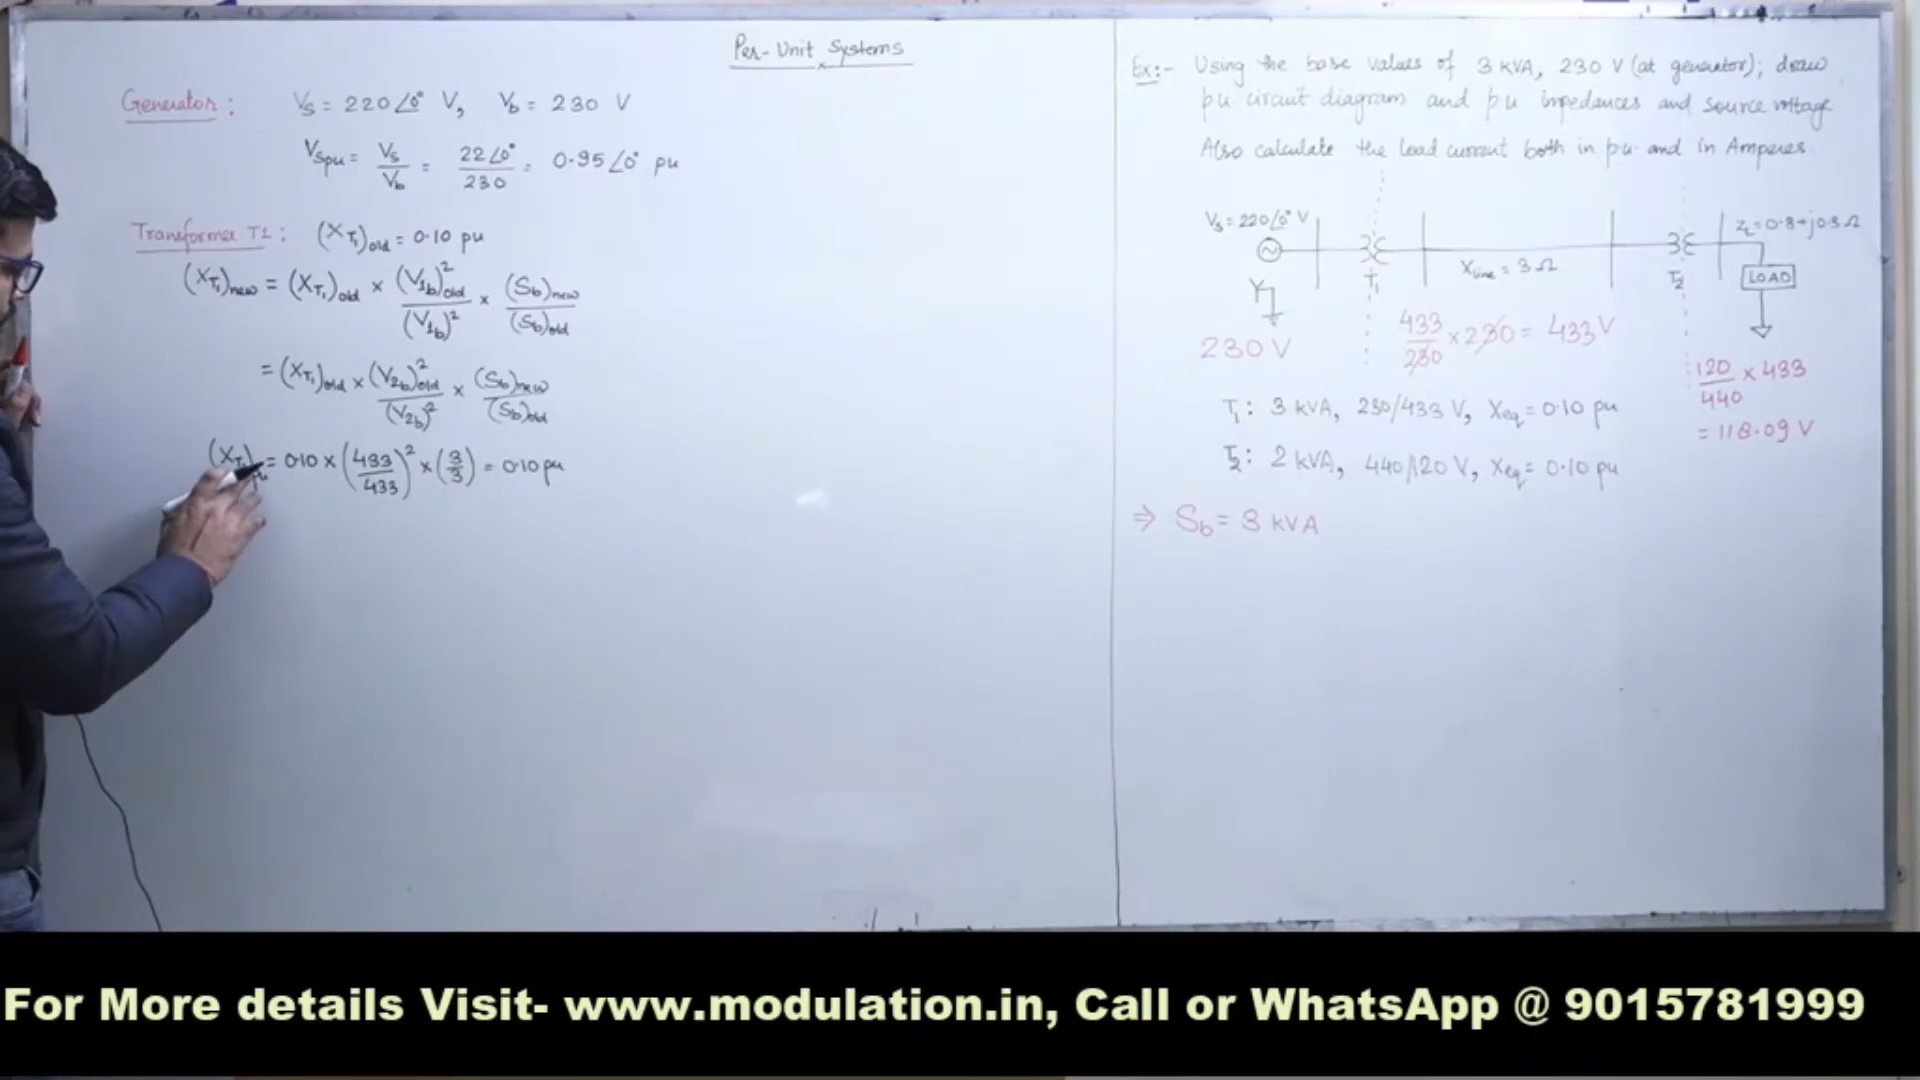 Per-Unit Systems
Generator: Vs = 220∠0° V, Vb = 230 V
Vspu = Vs/Vb = 22∠0°/230 = 0.95∠0° pu
Transformer T1: (XT1)old = 0.10 pu
(XT1)new = (XT1)old × (V1b)²old/(V1b)² × (Sb)new/(Sb)old
= (XT1)old × (V2b)²old/(V2b)² × (Sb)new/(Sb)old
= 0.10 × (433/433)² × (3/3) = 0.10 pu
Ex:- Using the base values of 3 kVA, 230 V (at generator); draw
pu circuit diagram and pu impedances and source voltage
Also calculate the load current both in pu and in Amperes.
Vs = 220∠0° V
ZL = 0.8+j0.3 Ω
Xline = 3 Ω
T1
T2
LOAD
230 V
433/230 × 230 = 433 V
120/440 × 433
= 118.09 V
T1: 3 kVA, 230/433 V, Xeq = 0.10 pu
T2: 2 kVA, 440/120 V, Xeq = 0.10 pu
⇒ Sb = 3 kVA
For More details Visit- www.modulation.in, Call or WhatsApp @ 9015781999